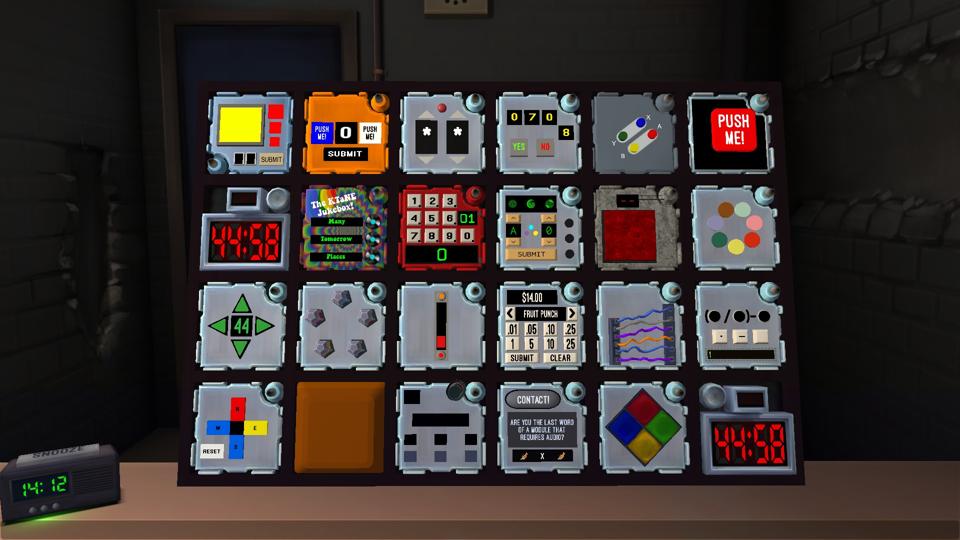 SUBMIT
PUSH ME!
0
PUSH ME!
SUBMIT
* *
0 7 0
8
YES NO
X
A
Y
B
PUSH
ME!
44:58
The KTaNE
Jukebox!
Many
Tomorrow
Places
1 2 3
4 5 6 01
7 8 9 0
0
A 0
SUBMIT
44
$14.00
FRUIT PUNCH
.01 .05 .10 .25
1 5 10 25
SUBMIT CLEAR
( / )-
N
W E
S
RESET
CONTACT!
ARE YOU THE LAST WORD
OF A MODULE THAT
REQUIRES AUDIO?
X
44:58
SNOOZE
14:12